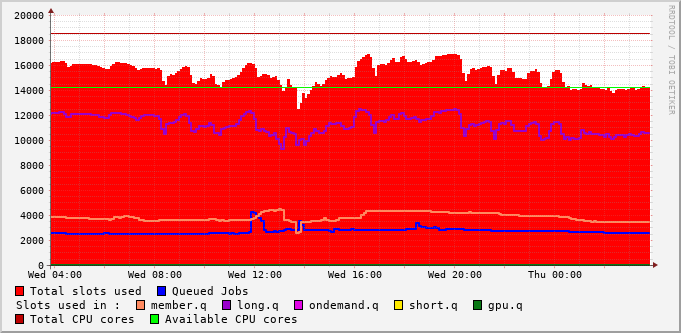 20000
18000
16000
14000
12000
10000
8000
6000
4000
2000
0
Wed 04:00 Wed 08:00 Wed 12:00 Wed 16:00 Wed 20:00 Thu 00:00
Total slots used Queued Jobs
Slots used in : member.q long.q ondemand.q short.q gpu.q
Total CPU cores Available CPU cores
RRDTOOL / TOBI OETIKER